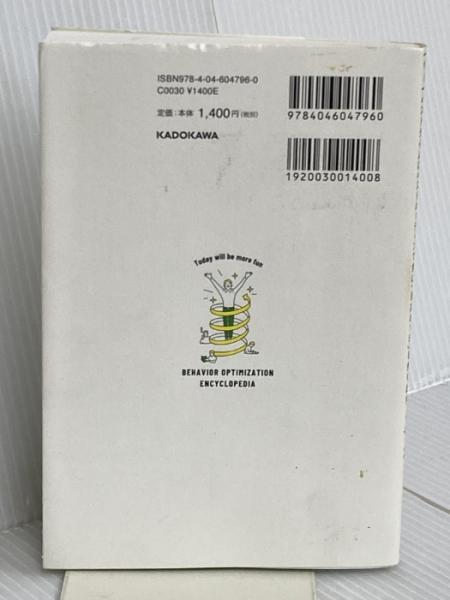 ISBN978-4-04-604796-0
C0030 ¥1400E
定価：本体 1,400円(税別)
KADOKAWA
9784046047960
1920030014008
Today will be more fun
BEHAVIOR OPTIMIZATION
ENCYCLOPEDIA